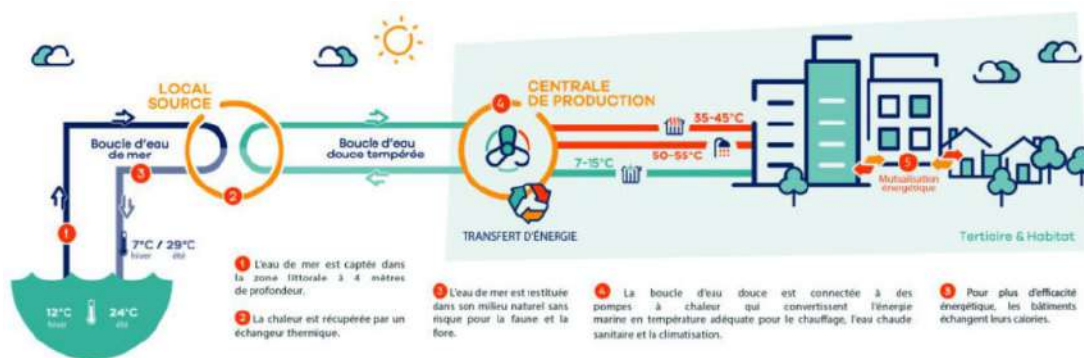 LOCAL
SOURCE
Boucle d'eau
de mer
3
2
1
7°C / 29°C
hiver été
12°C 24°C
hiver été
Boucle d'eau
douce tempérée
4
CENTRALE
DE PRODUCTION
35-45°C
50-55°C
7-15°C
TRANSFERT D'ÉNERGIE
5
Mutualisation
énergétique
Tertiaire & Habitat
1 L'eau de mer est captée dans
la zone littorale à 4 mètres
de profondeur.
2 La chaleur est récupérée par un
échangeur thermique.
3 L'eau de mer est restituée
dans son milieu naturel sans
risque pour la faune et la
flore.
4 La boucle d'eau douce est connectée à des
pompes à chaleur qui convertissent l'énergie
marine en température adéquate pour le chauffage, l'eau chaude
sanitaire et la climatisation.
5 Pour plus d'efficacité
énergétique, les bâtiments
échangent leurs calories.